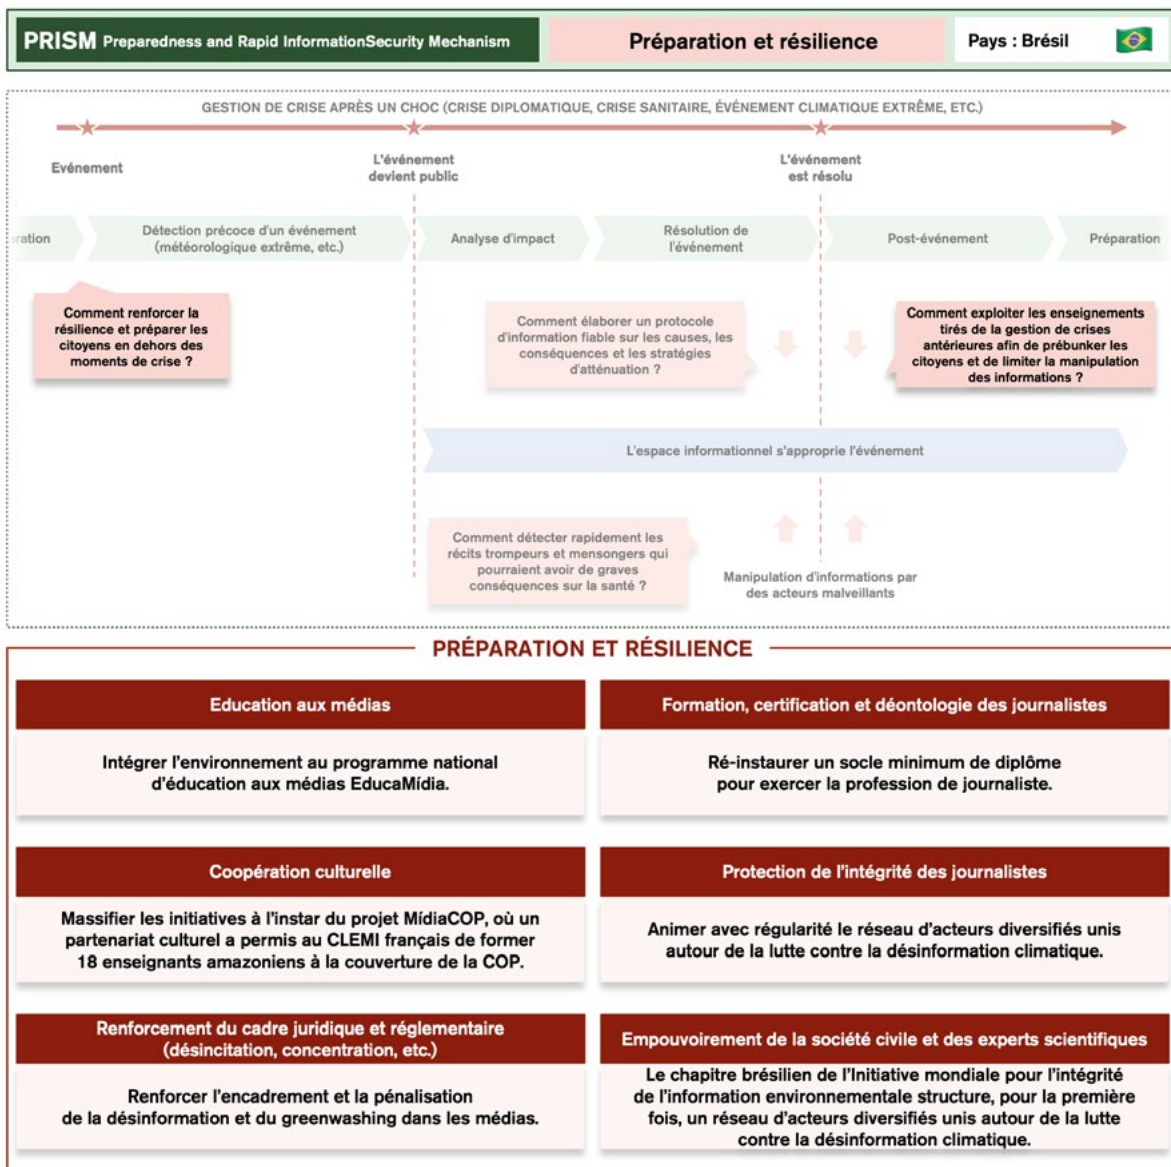 PRISM Preparedness and Rapid InformationSecurity Mechanism
Préparation et résilience
Pays : Brésil
GESTION DE CRISE APRÈS UN CHOC (CRISE DIPLOMATIQUE, CRISE SANITAIRE, ÉVÉNEMENT CLIMATIQUE EXTRÊME, ETC.)
Evénement
L'événement
devient public
L'événement
est résolu
ration
Détection précoce d'un événement
(météorologique extrême, etc.)
Analyse d'impact
Résolution de
l'événement
Post-événement
Préparation
Comment renforcer la
résilience et préparer les
citoyens en dehors des
moments de crise ?
Comment élaborer un protocole
d'information fiable sur les causes, les
conséquences et les stratégies
d'atténuation ?
Comment exploiter les enseignements
tirés de la gestion de crises
antérieures afin de prébunker les
citoyens et de limiter la manipulation
des informations ?
L'espace informationnel s'approprie l'événement
Comment détecter rapidement les
récits trompeurs et mensongers qui
pourraient avoir de graves
conséquences sur la santé ?
Manipulation d'informations par
des acteurs malveillants
PRÉPARATION ET RÉSILIENCE
Education aux médias
Intégrer l'environnement au programme national
d'éducation aux médias EducaMídia.
Formation, certification et déontologie des journalistes
Ré-instaurer un socle minimum de diplôme
pour exercer la profession de journaliste.
Coopération culturelle
Massifier les initiatives à l'instar du projet MídiaCOP, où un
partenariat culturel a permis au CLEMI français de former
18 enseignants amazoniens à la couverture de la COP.
Protection de l'intégrité des journalistes
Animer avec régularité le réseau d'acteurs diversifiés unis
autour de la lutte contre la désinformation climatique.
Renforcement du cadre juridique et réglementaire
(désincitation, concentration, etc.)
Renforcer l'encadrement et la pénalisation
de la désinformation et du greenwashing dans les médias.
Empouvoirement de la société civile et des experts scientifiques
Le chapitre brésilien de l'Initiative mondiale pour l'intégrité
de l'information environnementale structure, pour la première
fois, un réseau d'acteurs diversifiés unis autour de la lutte
contre la désinformation climatique.